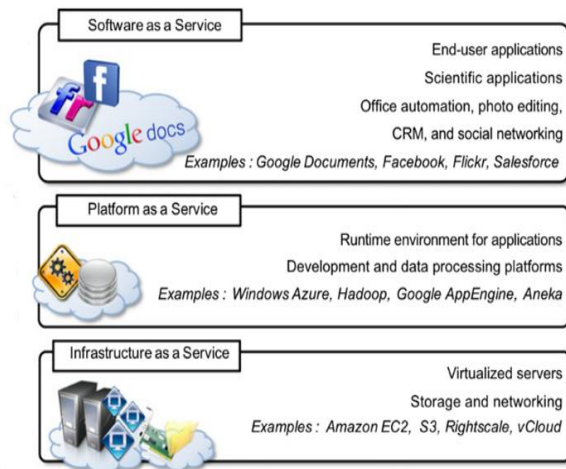 Software as a Service
End-user applications
Scientific applications
Office automation, photo editing,
CRM, and social networking
Examples : Google Documents, Facebook, Flickr, Salesforce
f
fr
Google docs
Platform as a Service
Runtime environment for applications
Development and data processing platforms
Examples : Windows Azure, Hadoop, Google AppEngine, Aneka
Infrastructure as a Service
Virtualized servers
Storage and networking
Examples : Amazon EC2, S3, Rightscale, vCloud